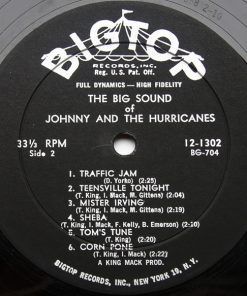 BIGTOP
RECORDS, INC.
Reg. U.S. Pat. Off.
FULL DYNAMICS — HIGH FIDELITY
THE BIG SOUND
of
JOHNNY AND THE HURRICANES
33⅓ RPM 12-1302
Side 2 BG-704
1. TRAFFIC JAM
(D. Yorko) (2:25)
2. TEENSVILLE TONIGHT
(T. King, I. Mack, M. Gittens) (2:04)
3. MISTER IRVING
(T. King, I. Mack, M. Gittens) (2:19)
4. SHEBA
(T. King, I. Mack, F. Kelly, B. Emerson) (2:10)
5. TOM'S TUNE
(T. King) (2:20)
6. CORN PONE
(T. King, I. Mack) (2:22)
A KING MACK PROD.
BIGTOP RECORDS, INC., NEW YORK 19, N.Y.